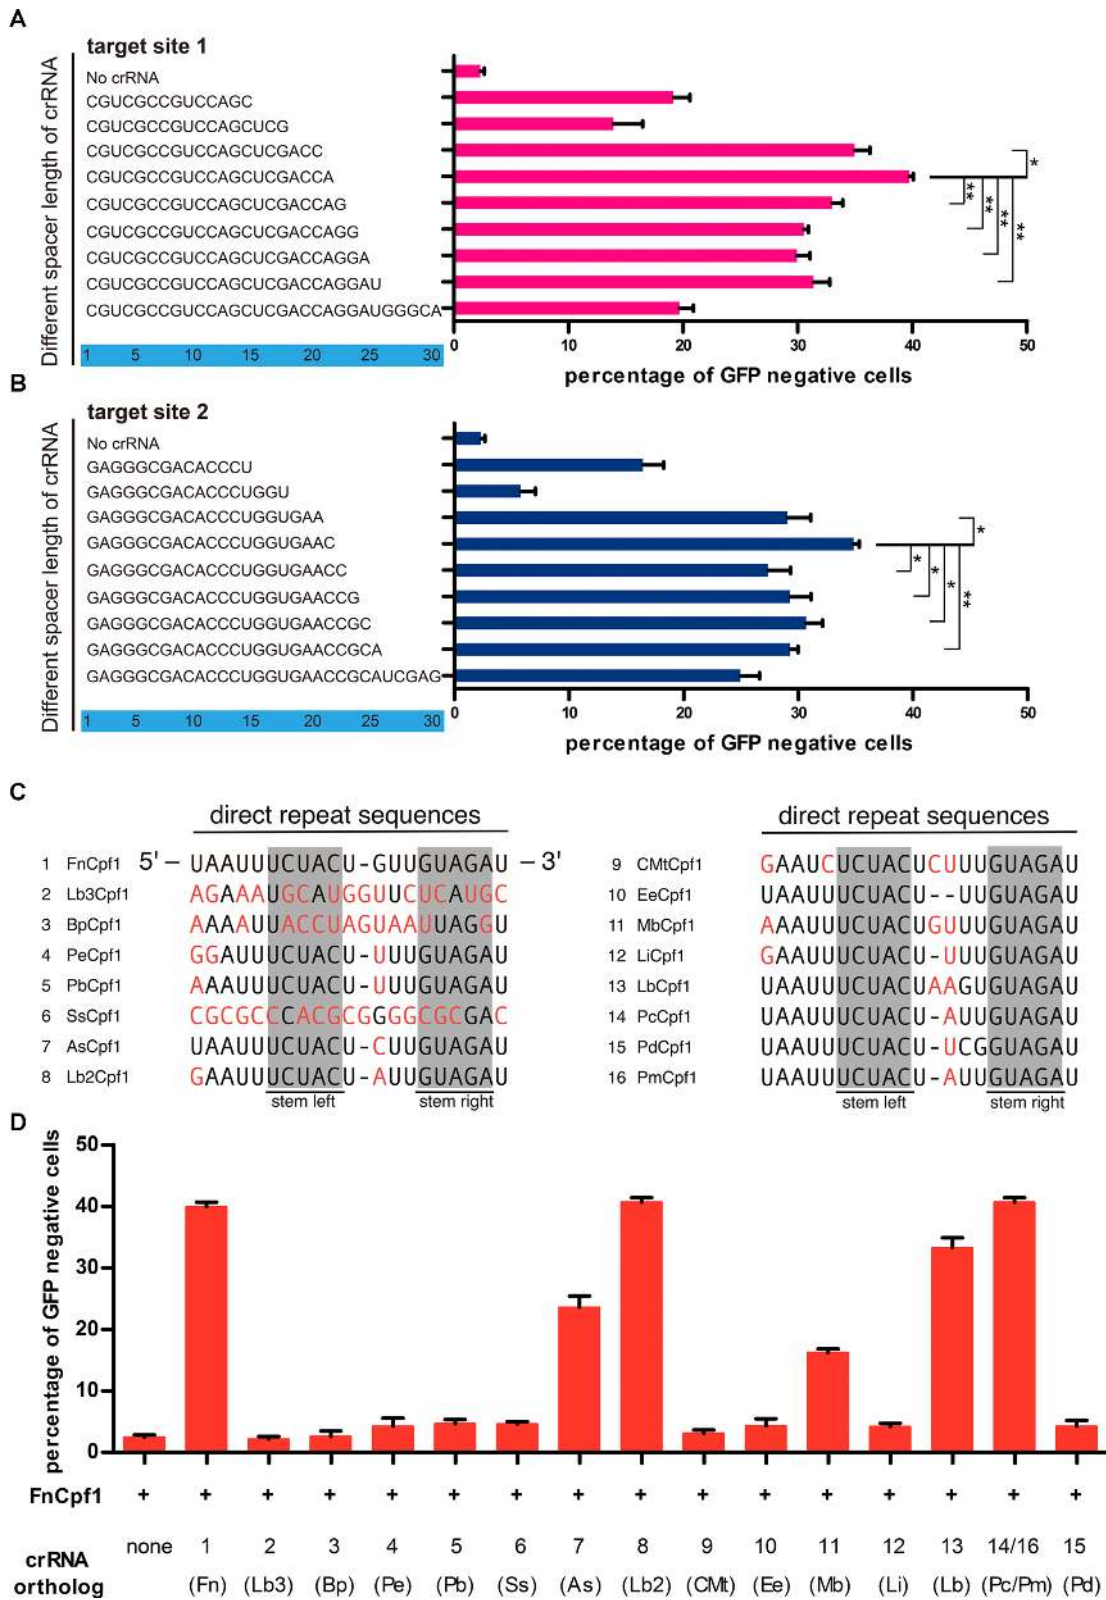 A
Different spacer length of crRNA
target site 1
No crRNA
CGUCGCCGUCCAGC
CGUCGCCGUCCAGCUCG
CGUCGCCGUCCAGCUCGACC
CGUCGCCGUCCAGCUCGACCA
CGUCGCCGUCCAGCUCGACCAG
CGUCGCCGUCCAGCUCGACCAGG
CGUCGCCGUCCAGCUCGACCAGGA
CGUCGCCGUCCAGCUCGACCAGGAU
CGUCGCCGUCCAGCUCGACCAGGAUGGGCA
1 5 10 15 20 25 30
* ** ** ** **
0 10 20 30 40 50
percentage of GFP negative cells
B
Different spacer length of crRNA
target site 2
No crRNA
GAGGGCGACACCCU
GAGGGCGACACCCUGGU
GAGGGCGACACCCUGGUGAA
GAGGGCGACACCCUGGUGAAC
GAGGGCGACACCCUGGUGAACC
GAGGGCGACACCCUGGUGAACCG
GAGGGCGACACCCUGGUGAACCGC
GAGGGCGACACCCUGGUGAACCGCA
GAGGGCGACACCCUGGUGAACCGCAUCGAG
1 5 10 15 20 25 30
* * * * **
0 10 20 30 40 50
percentage of GFP negative cells
C
direct repeat sequences
1 FnCpf1 5' – UAAUUUCUACU-GUUGUAGAU – 3'
2 Lb3Cpf1 AGAAAUGCAUGGUUCUCAUGC
3 BpCpf1 AAAAUUACCUAGUAAUUAGGU
4 PeCpf1 GGAUUUCUACU-UUUGUAGAU
5 PbCpf1 AAAUUUCUACU-UUUGUAGAU
6 SsCpf1 CGCGCCCACGCGGGGCGCGAC
7 AsCpf1 UAAUUUCUACU-CUUGUAGAU
8 Lb2Cpf1 GAAUUUCUACU-AUUGUAGAU
stem left stem right
direct repeat sequences
9 CMtCpf1 GAAUCUCUACUCUUUGUAGAU
10 EeCpf1 UAAUUUCUACU--UUGUAGAU
11 MbCpf1 AAAUUUCUACUGUUUGUAGAU
12 LiCpf1 GAAUUUCUACU-UUUGUAGAU
13 LbCpf1 UAAUUUCUACUAAGUGUAGAU
14 PcCpf1 UAAUUUCUACU-AUUGUAGAU
15 PdCpf1 UAAUUUCUACU-UCGGUAGAU
16 PmCpf1 UAAUUUCUACU-AUUGUAGAU
stem left stem right
D
percentage of GFP negative cells
50
40
30
20
10
0
FnCpf1 + + + + + + + + + + + + + + + +
crRNA ortholog
none 1 2 3 4 5 6 7 8 9 10 11 12 13 14/16 15
(Fn) (Lb3) (Bp) (Pe) (Pb) (Ss) (As) (Lb2) (CMt) (Ee) (Mb) (Li) (Lb) (Pc/Pm) (Pd)